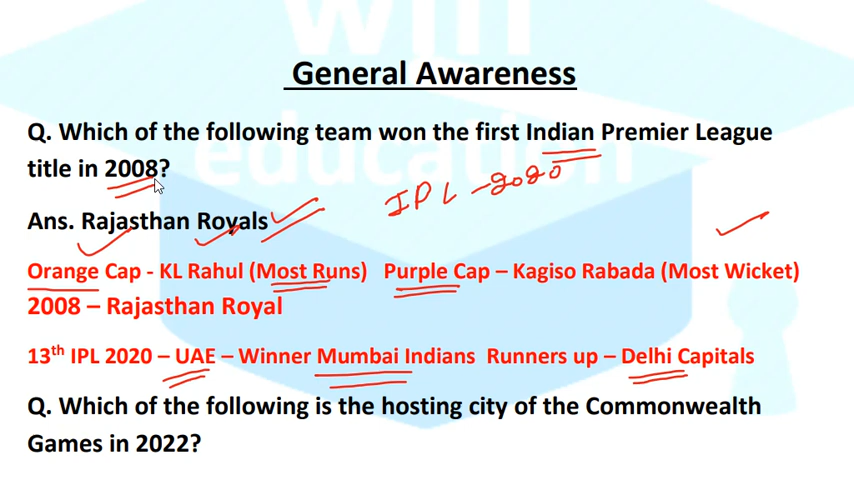 will
education
General Awareness
Q. Which of the following team won the first Indian Premier League
title in 2008?
IPL -2020
Ans. Rajasthan Royals
Orange Cap - KL Rahul (Most Runs) Purple Cap – Kagiso Rabada (Most Wicket)
2008 – Rajasthan Royal
13th IPL 2020 – UAE – Winner Mumbai Indians Runners up – Delhi Capitals
Q. Which of the following is the hosting city of the Commonwealth
Games in 2022?